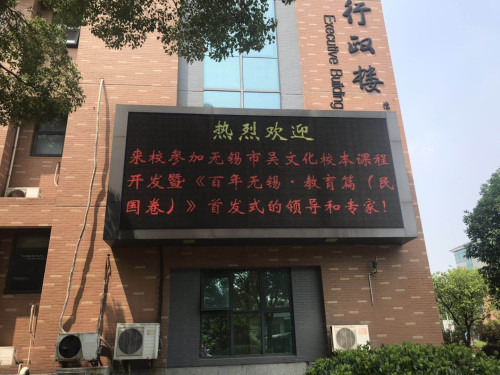 行政楼
Executive Building
热烈欢迎
来校参加无锡市吴文化校本课程
开发暨《百年无锡·教育篇（民
国卷）》首发式的领导和专家！